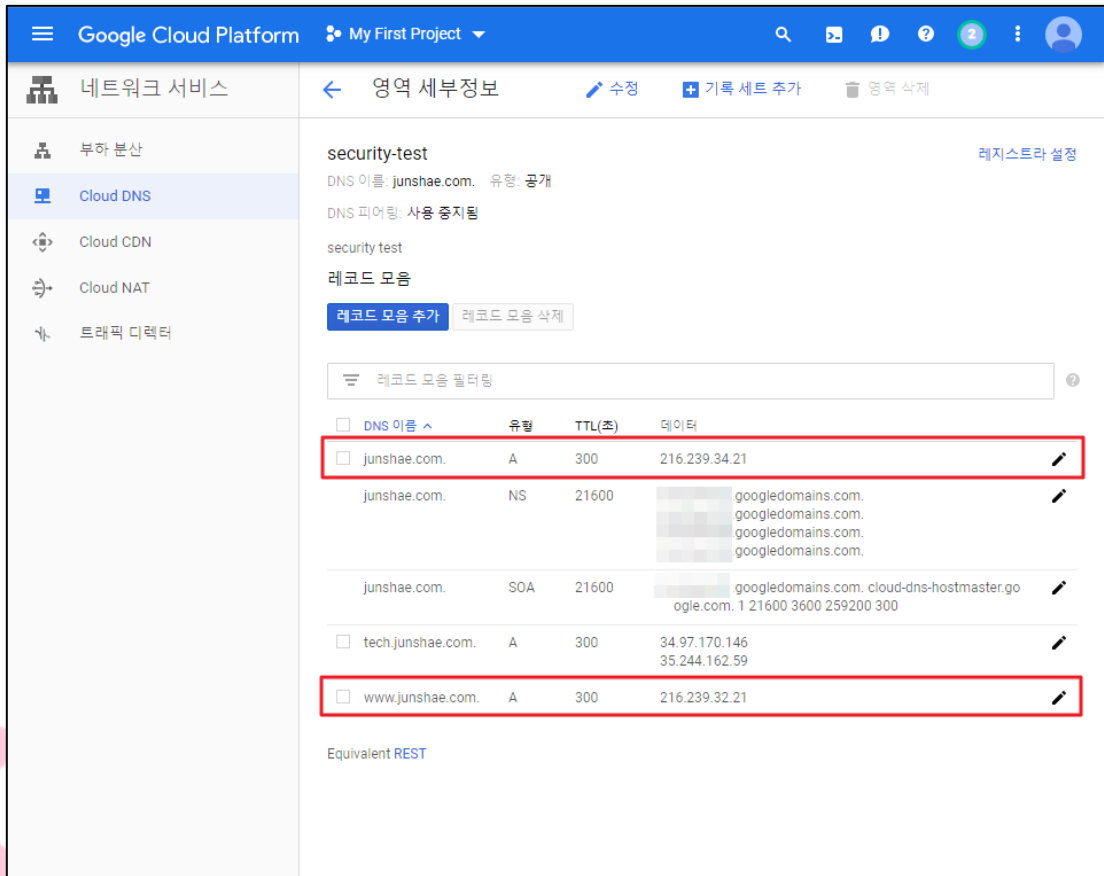 Google Cloud Platform My First Project 2
네트워크 서비스 영역 세부정보 수정 기록 세트 추가 영역 삭제
부하 분산
Cloud DNS
Cloud CDN
Cloud NAT
트래픽 디렉터
security-test 레지스트라 설정
DNS 이름: junshae.com. 유형: 공개
DNS 피어링: 사용 중지됨
security test
레코드 모음
레코드 모음 추가 레코드 모음 삭제
레코드 모음 필터링
DNS 이름 유형 TTL(초) 데이터
junshae.com. A 300 216.239.34.21
junshae.com. NS 21600 .googledomains.com.
.googledomains.com.
.googledomains.com.
.googledomains.com.
junshae.com. SOA 21600 .googledomains.com. cloud-dns-hostmaster.go
ogle.com. 1 21600 3600 259200 300
tech.junshae.com. A 300 34.97.170.146
35.244.162.59
www.junshae.com. A 300 216.239.32.21
Equivalent REST